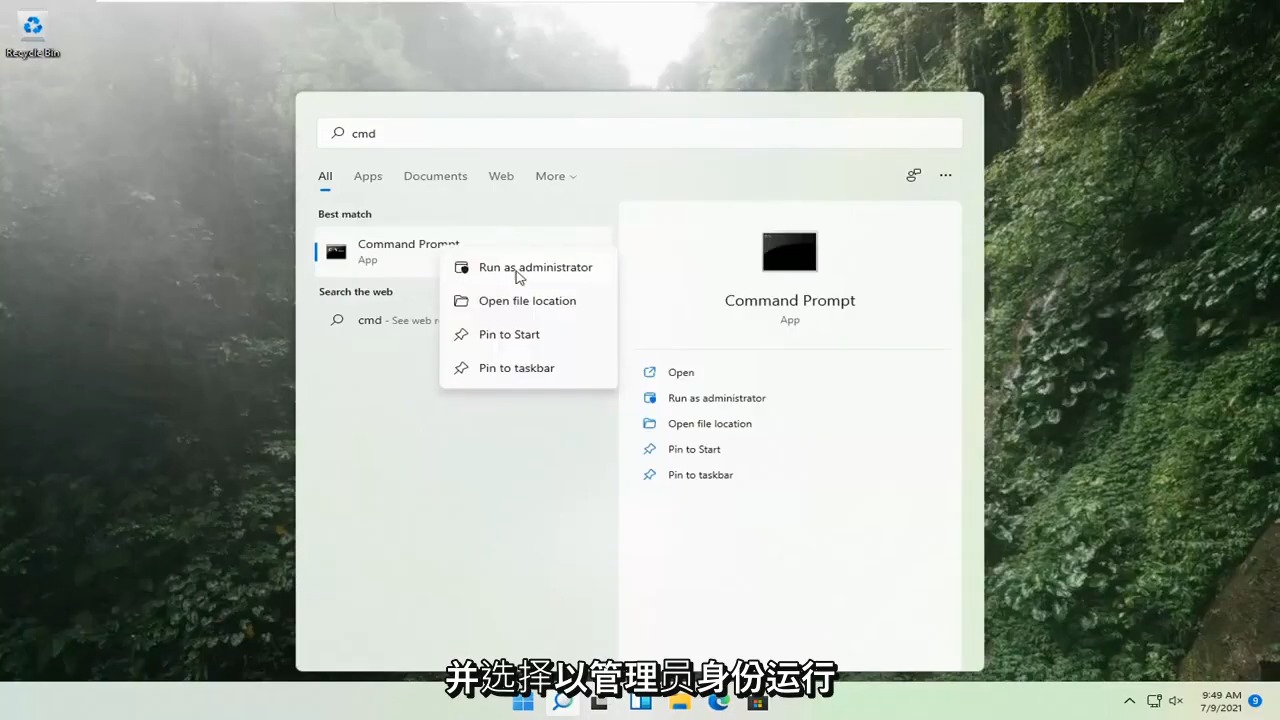 Recycle Bin
cmd
All
Apps
Documents
Web
More
Best match
Command Prompt
App
Search the web
cmd - See web
Run as administrator
Open file location
Pin to Start
Pin to taskbar
Command Prompt
App
Open
Run as administrator
Open file location
Pin to Start
Pin to taskbar
并选择以管理员身份运行
9:49 AM
7/9/2021
9